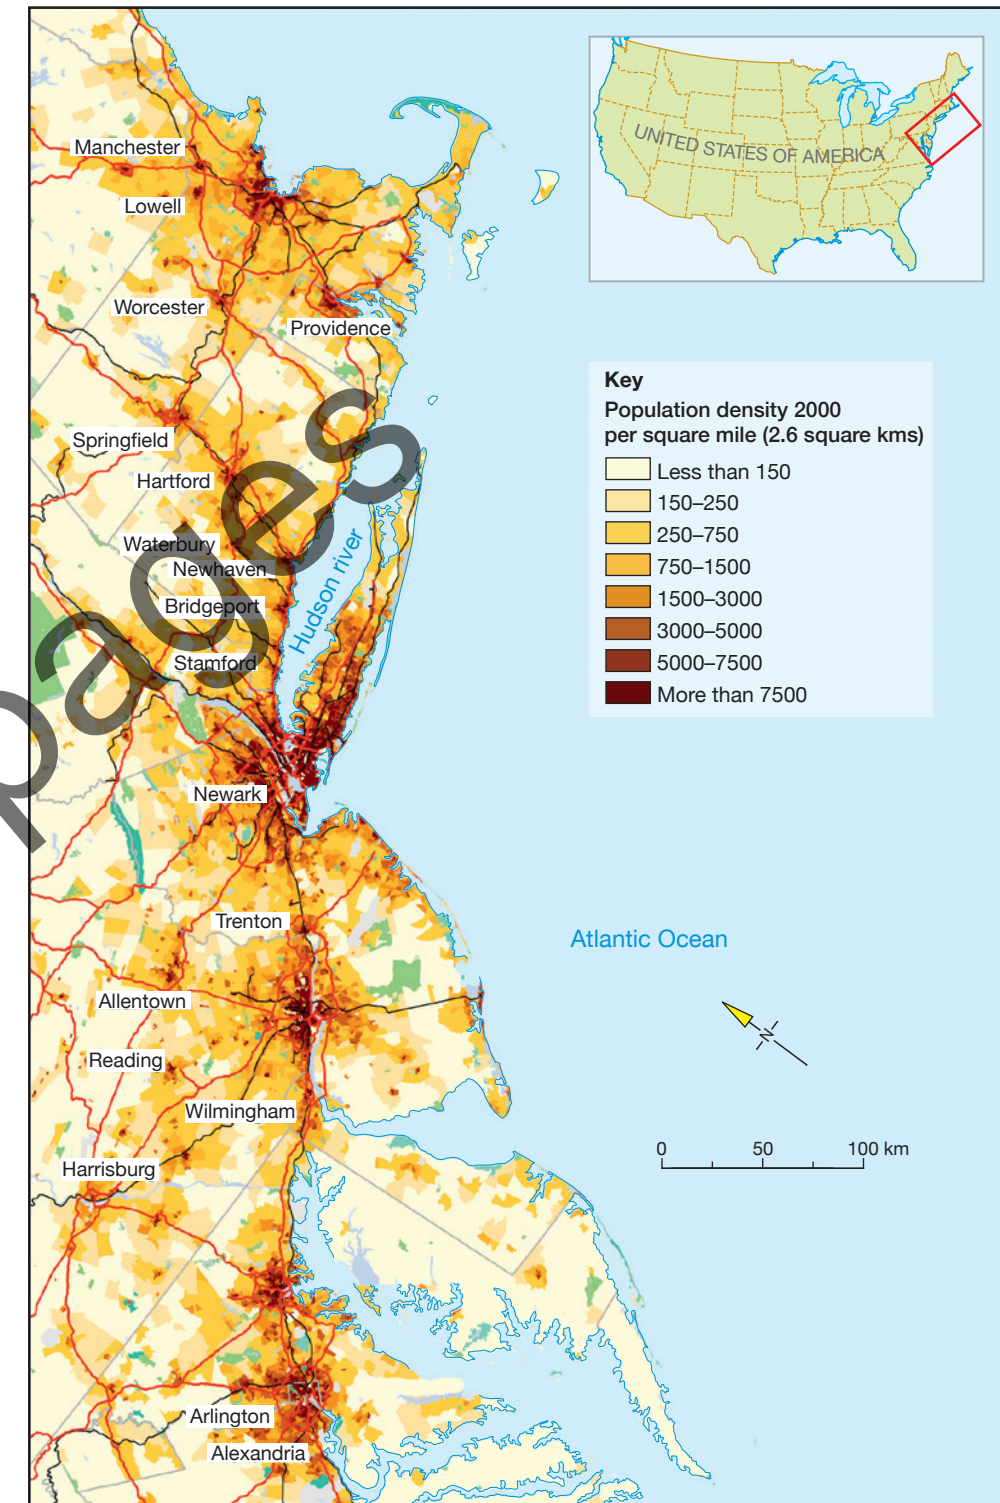 UNITED STATES OF AMERICA
Manchester
Lowell
Worcester
Providence
Key
Population density 2000
per square mile (2.6 square kms)
Less than 150
150–250
250–750
750–1500
1500–3000
3000–5000
5000–7500
More than 7500
Springfield
Hartford
Waterbury
Newhaven
Bridgeport
Stamford
Hudson river
pages
Newark
Trenton
Atlantic Ocean
Allentown
N
Reading
Wilmingham
Harrisburg
0 50 100 km
Arlington
Alexandria